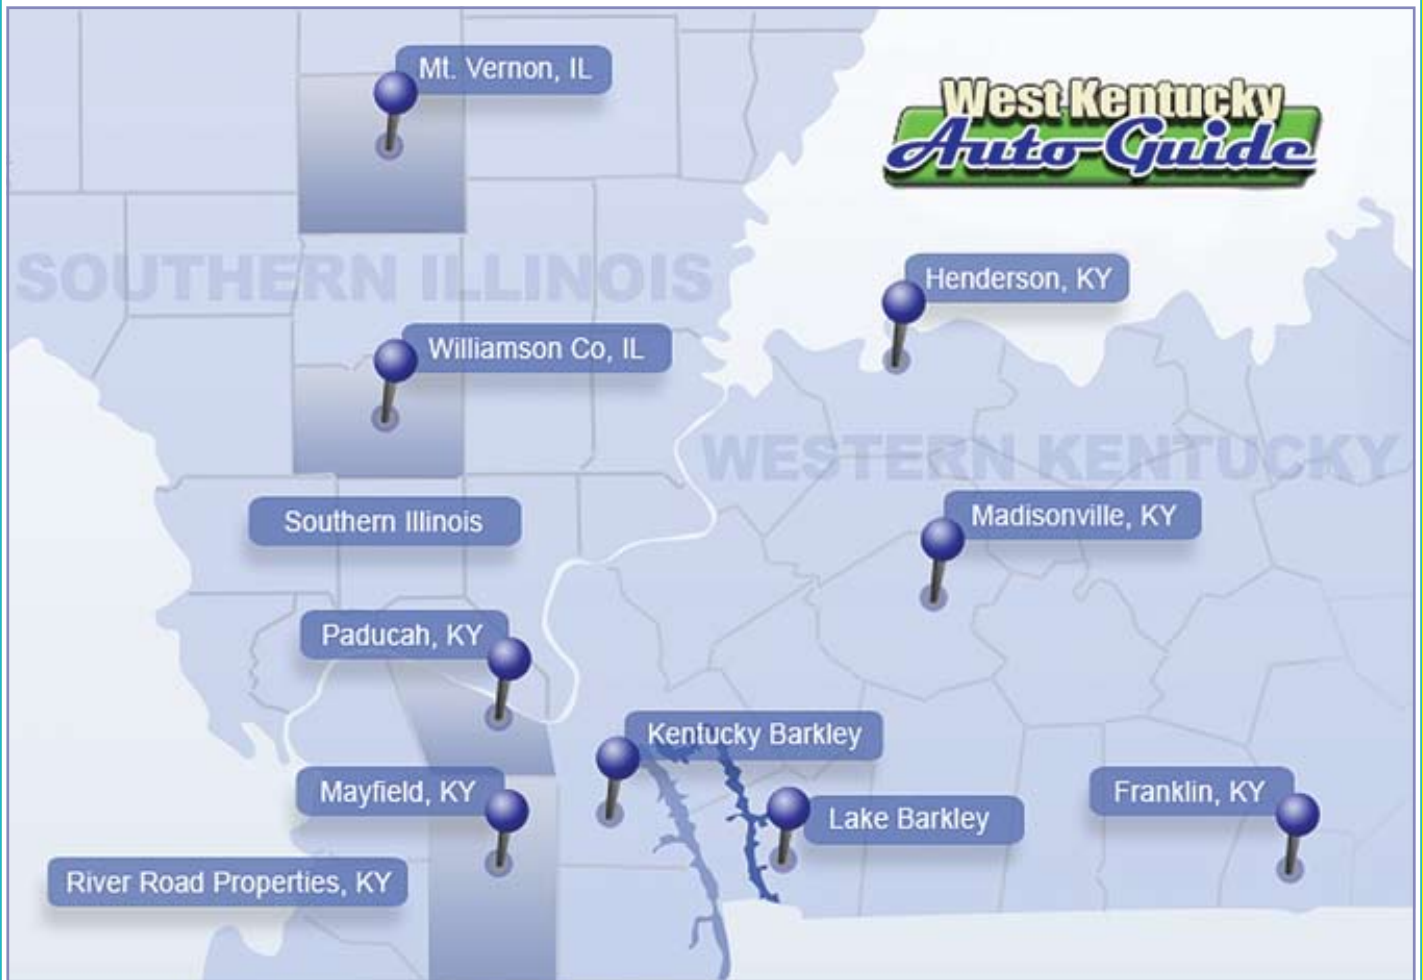 Mt. Vernon, IL
West Kentucky
Auto Guide
SOUTHERN ILLINOIS
Henderson, KY
Williamson Co, IL
WESTERN KENTUCKY
Southern Illinois
Madisonville, KY
Paducah, KY
Kentucky Barkley
Mayfield, KY
Lake Barkley
Franklin, KY
River Road Properties, KY